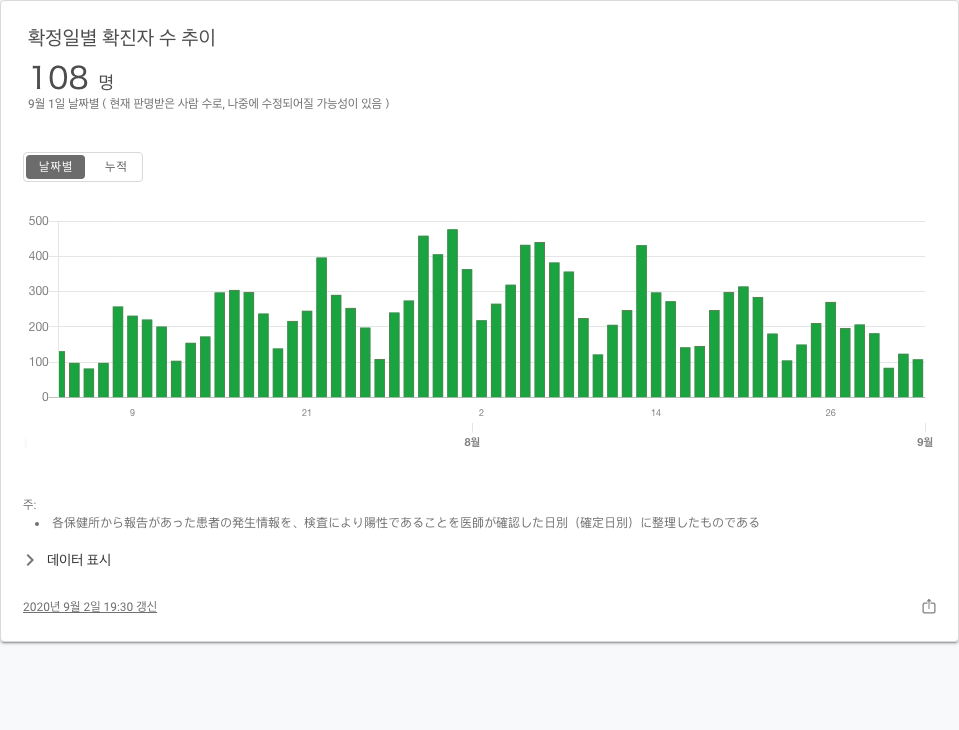 확정일별 확진자 수 추이
108 명
9월 1일 날짜별 ( 현재 판명받은 사람 수로, 나중에 수정되어질 가능성이 있음 )
날짜별 누적
500
400
300
200
100
0
9 21 2 14 26
8월 9월
주:
• 各保健所から報告があった患者の発生情報を、検査により陽性であることを医師が確認した日別（確定日別）に整理したものである
데이터 표시
2020년 9월 2일 19:30 갱신